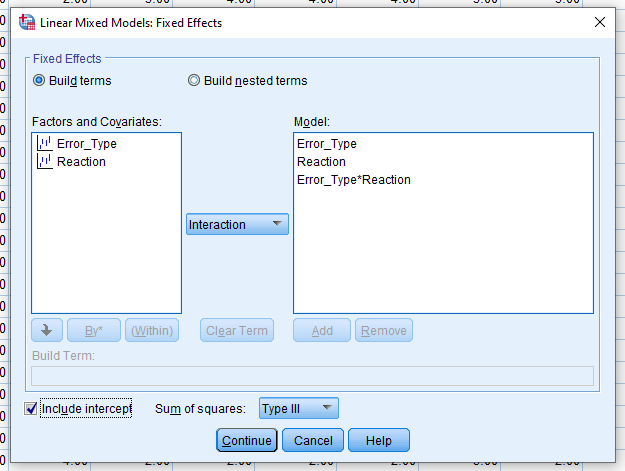 Linear Mixed Models: Fixed Effects
Fixed Effects
Build terms
Build nested terms
Factors and Covariates:
Model:
Error_Type
Reaction
Error_Type
Reaction
Error_Type*Reaction
Interaction
By*
(Within)
Clear Term
Add
Remove
Build Term:
Include intercept
Sum of squares:
Type III
Continue
Cancel
Help